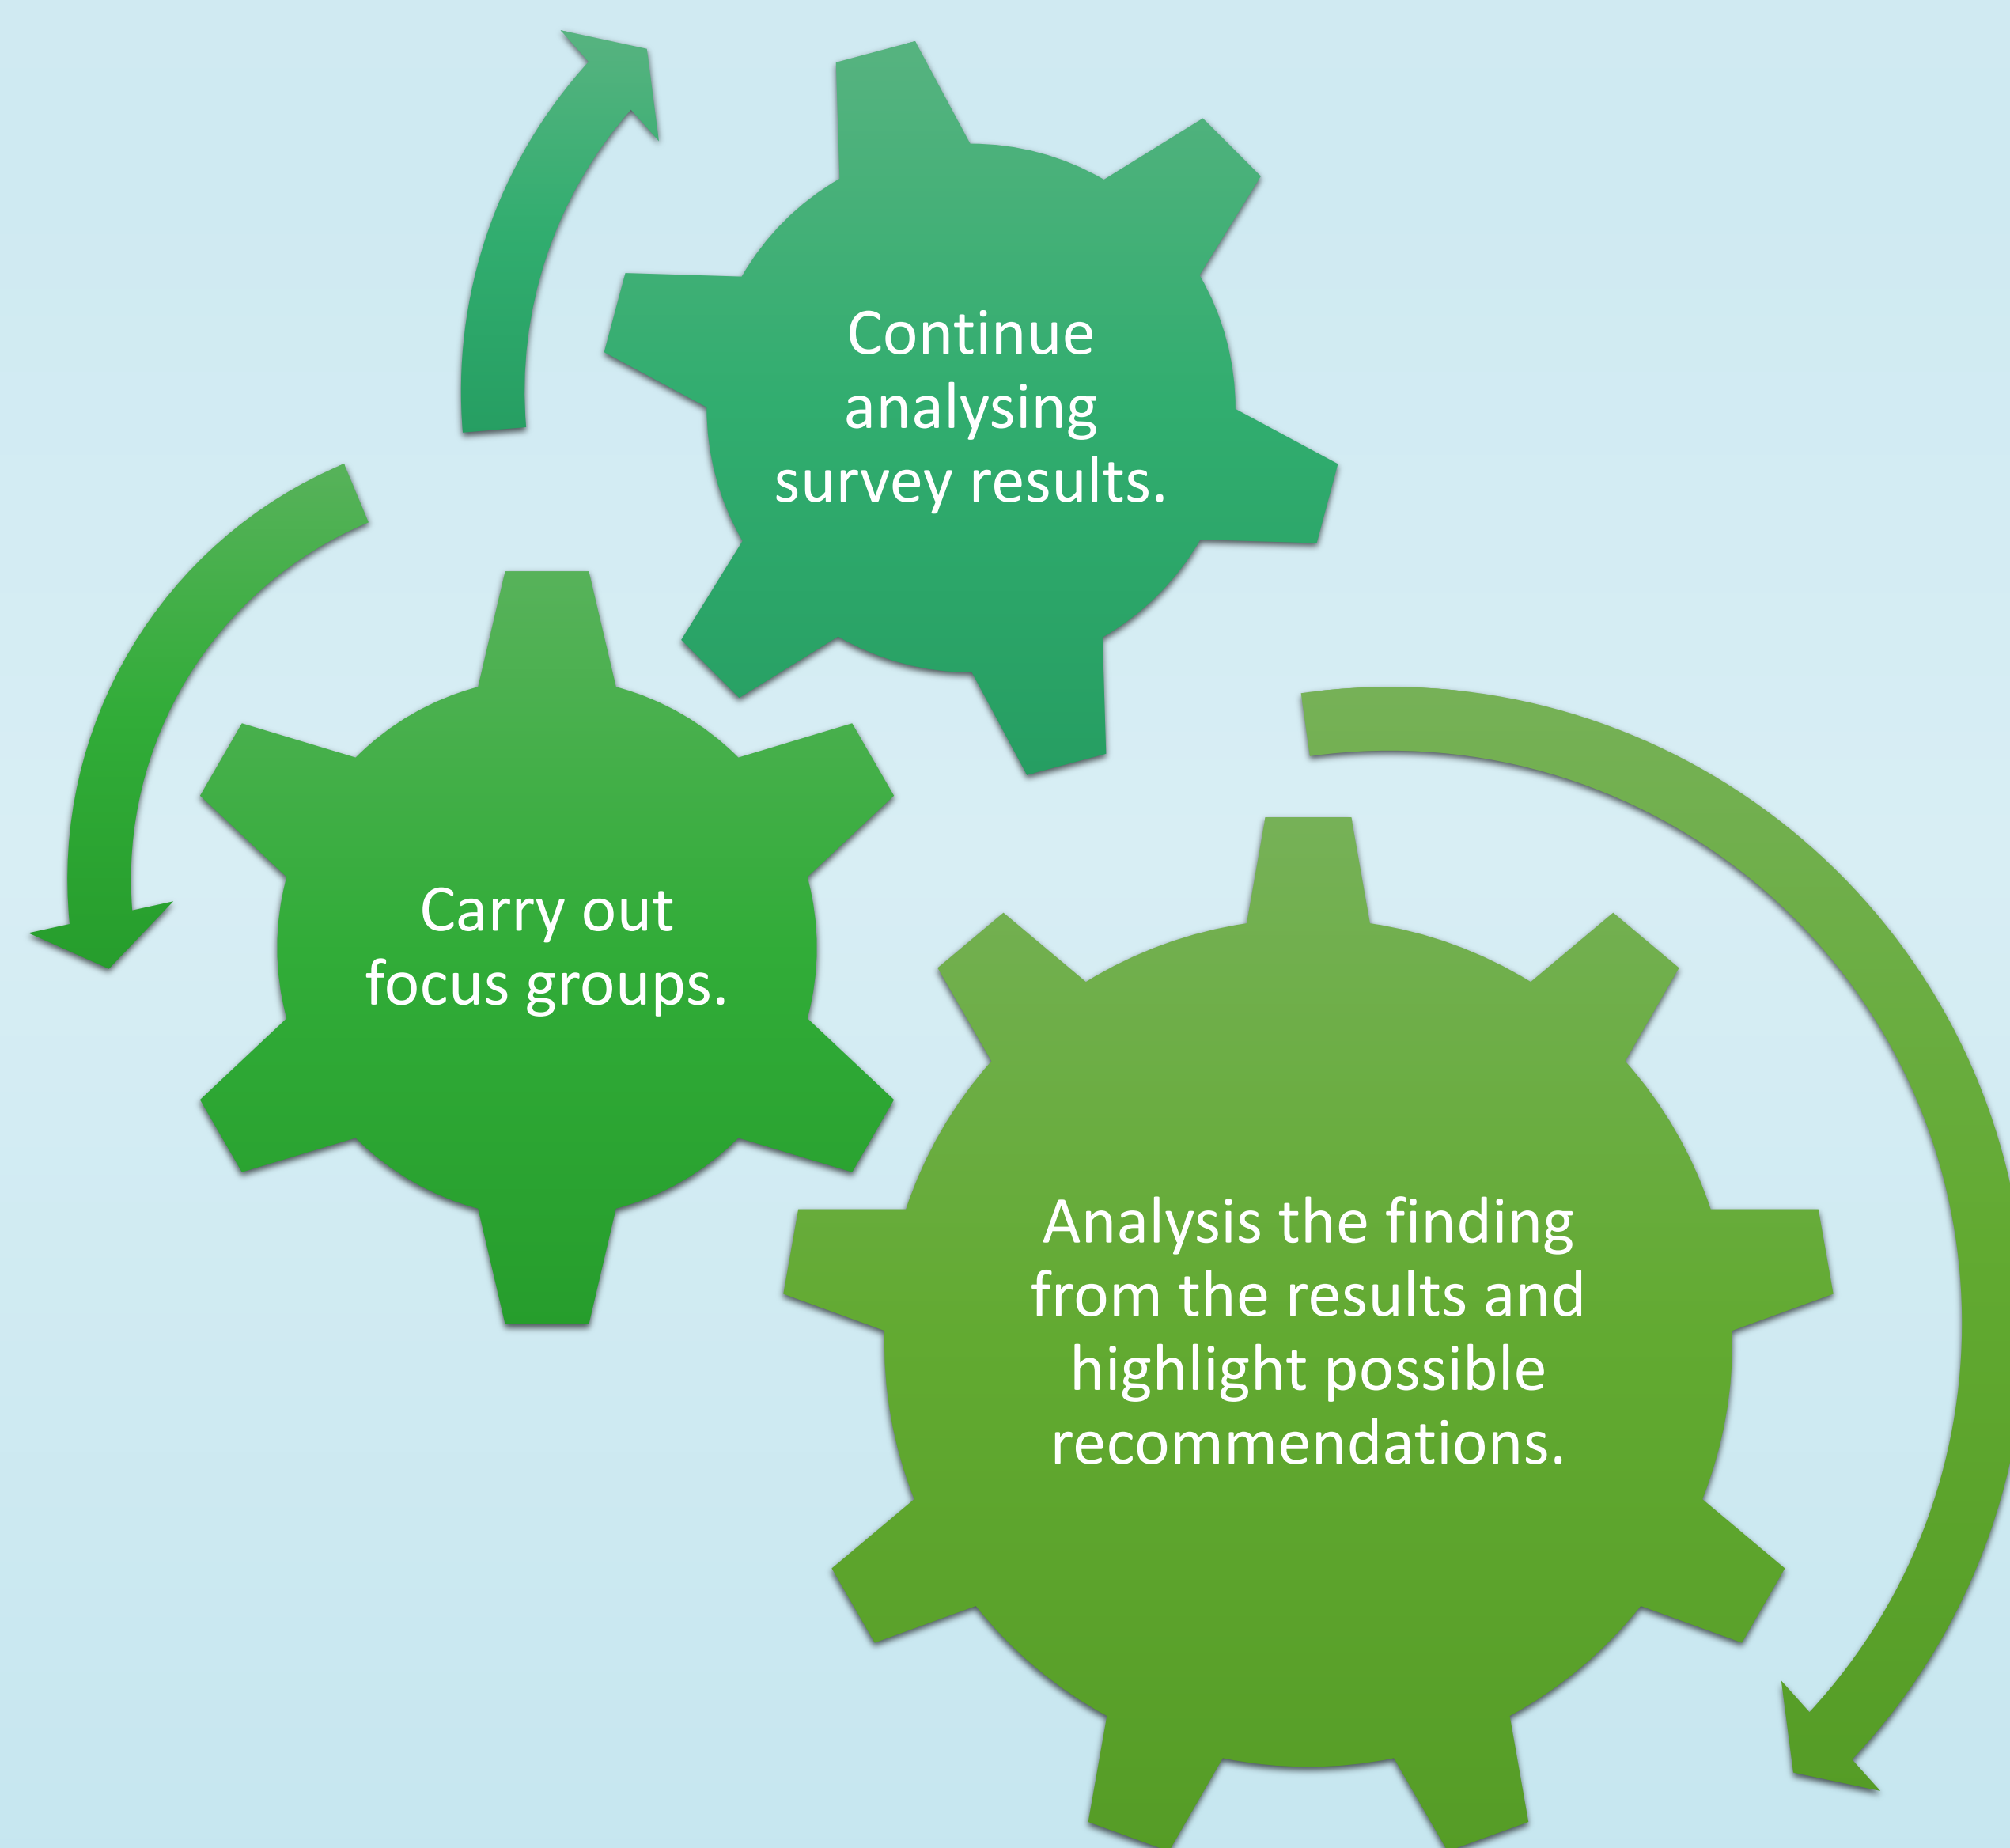 Continue
analysing
survey results.
Carry out
focus groups.
Analysis the finding
from the results and
highlight possible
recommendations.